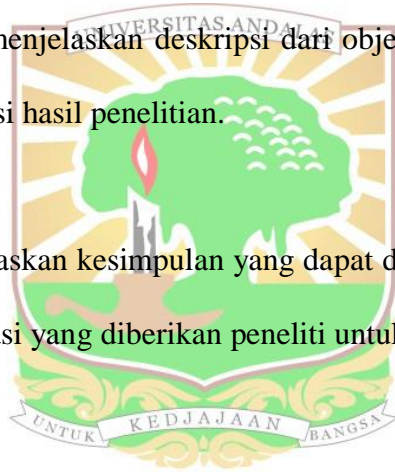 UNIVERSITAS ANDALAS
menjelaskan deskripsi dari obje
si hasil penelitian.
askan kesimpulan yang dapat d
si yang diberikan peneliti untuk
UNTUK KEDJAJAAN BANGSA